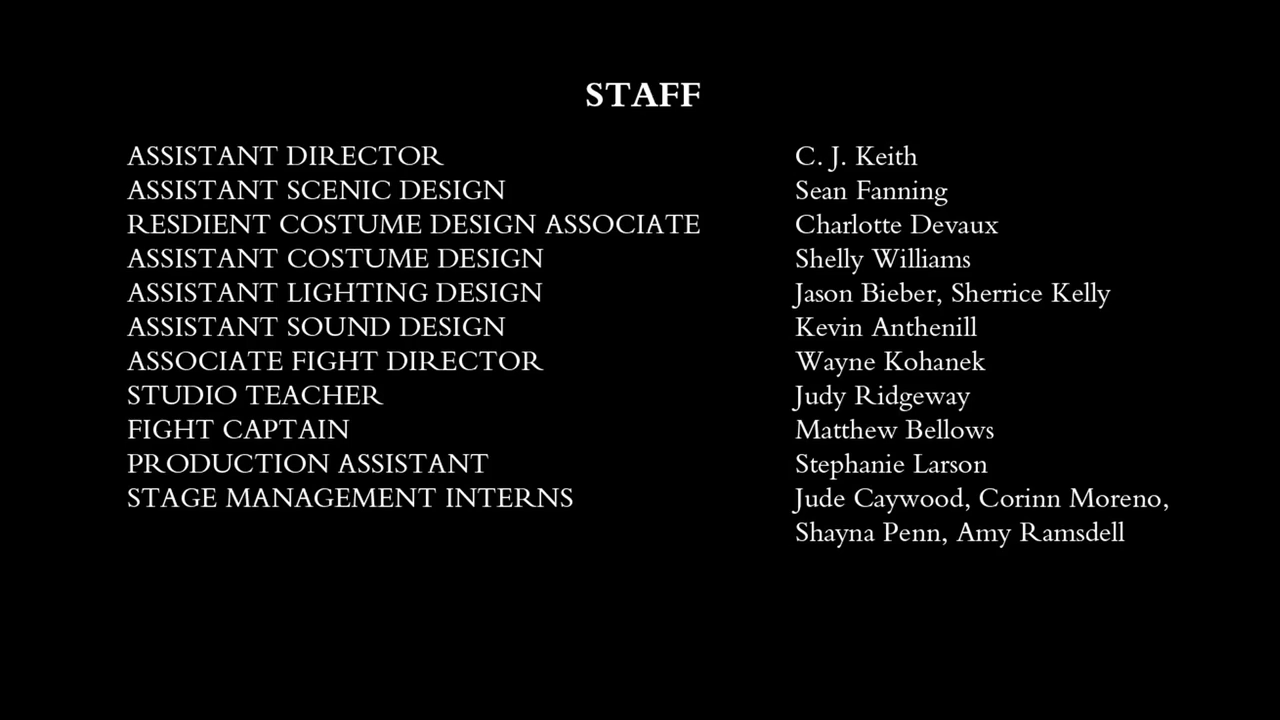 STAFF
ASSISTANT DIRECTOR C. J. Keith
ASSISTANT SCENIC DESIGN Sean Fanning
RESDIENT COSTUME DESIGN ASSOCIATE Charlotte Devaux
ASSISTANT COSTUME DESIGN Shelly Williams
ASSISTANT LIGHTING DESIGN Jason Bieber, Sherrice Kelly
ASSISTANT SOUND DESIGN Kevin Anthenill
ASSOCIATE FIGHT DIRECTOR Wayne Kohanek
STUDIO TEACHER Judy Ridgeway
FIGHT CAPTAIN Matthew Bellows
PRODUCTION ASSISTANT Stephanie Larson
STAGE MANAGEMENT INTERNS Jude Caywood, Corinn Moreno,
Shayna Penn, Amy Ramsdell